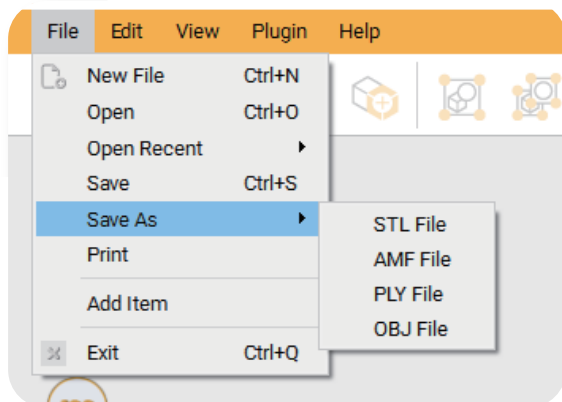 File Edit View Plugin Help
New File Ctrl+N
Open Ctrl+O
Open Recent
Save Ctrl+S
Save As
Print
Add Item
Exit Ctrl+Q
STL File
AMF File
PLY File
OBJ File